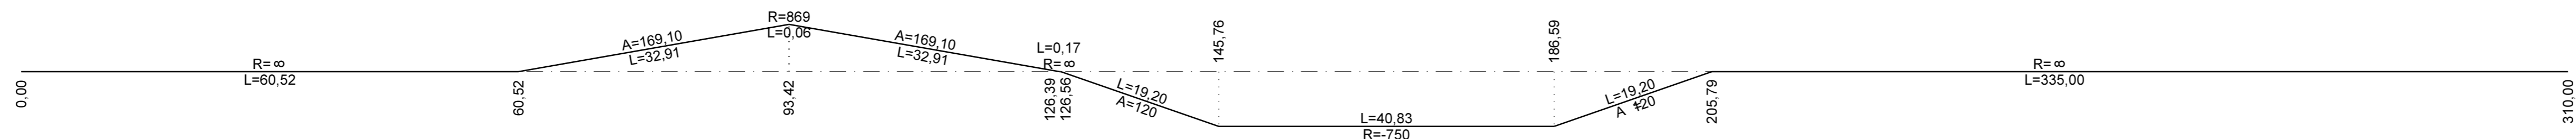 R=∞
L=60,52
0,00
60,52
A=169,10
L=32,91
R=869
L=0,06
93,42
A=169,10
L=32,91
L=0,17
R=∞
126,39
126,56
L=19,20
A=120
145,76
L=40,83
R=-750
186,59
L=19,20
A
205,79
R=∞
L=335,00
310,00